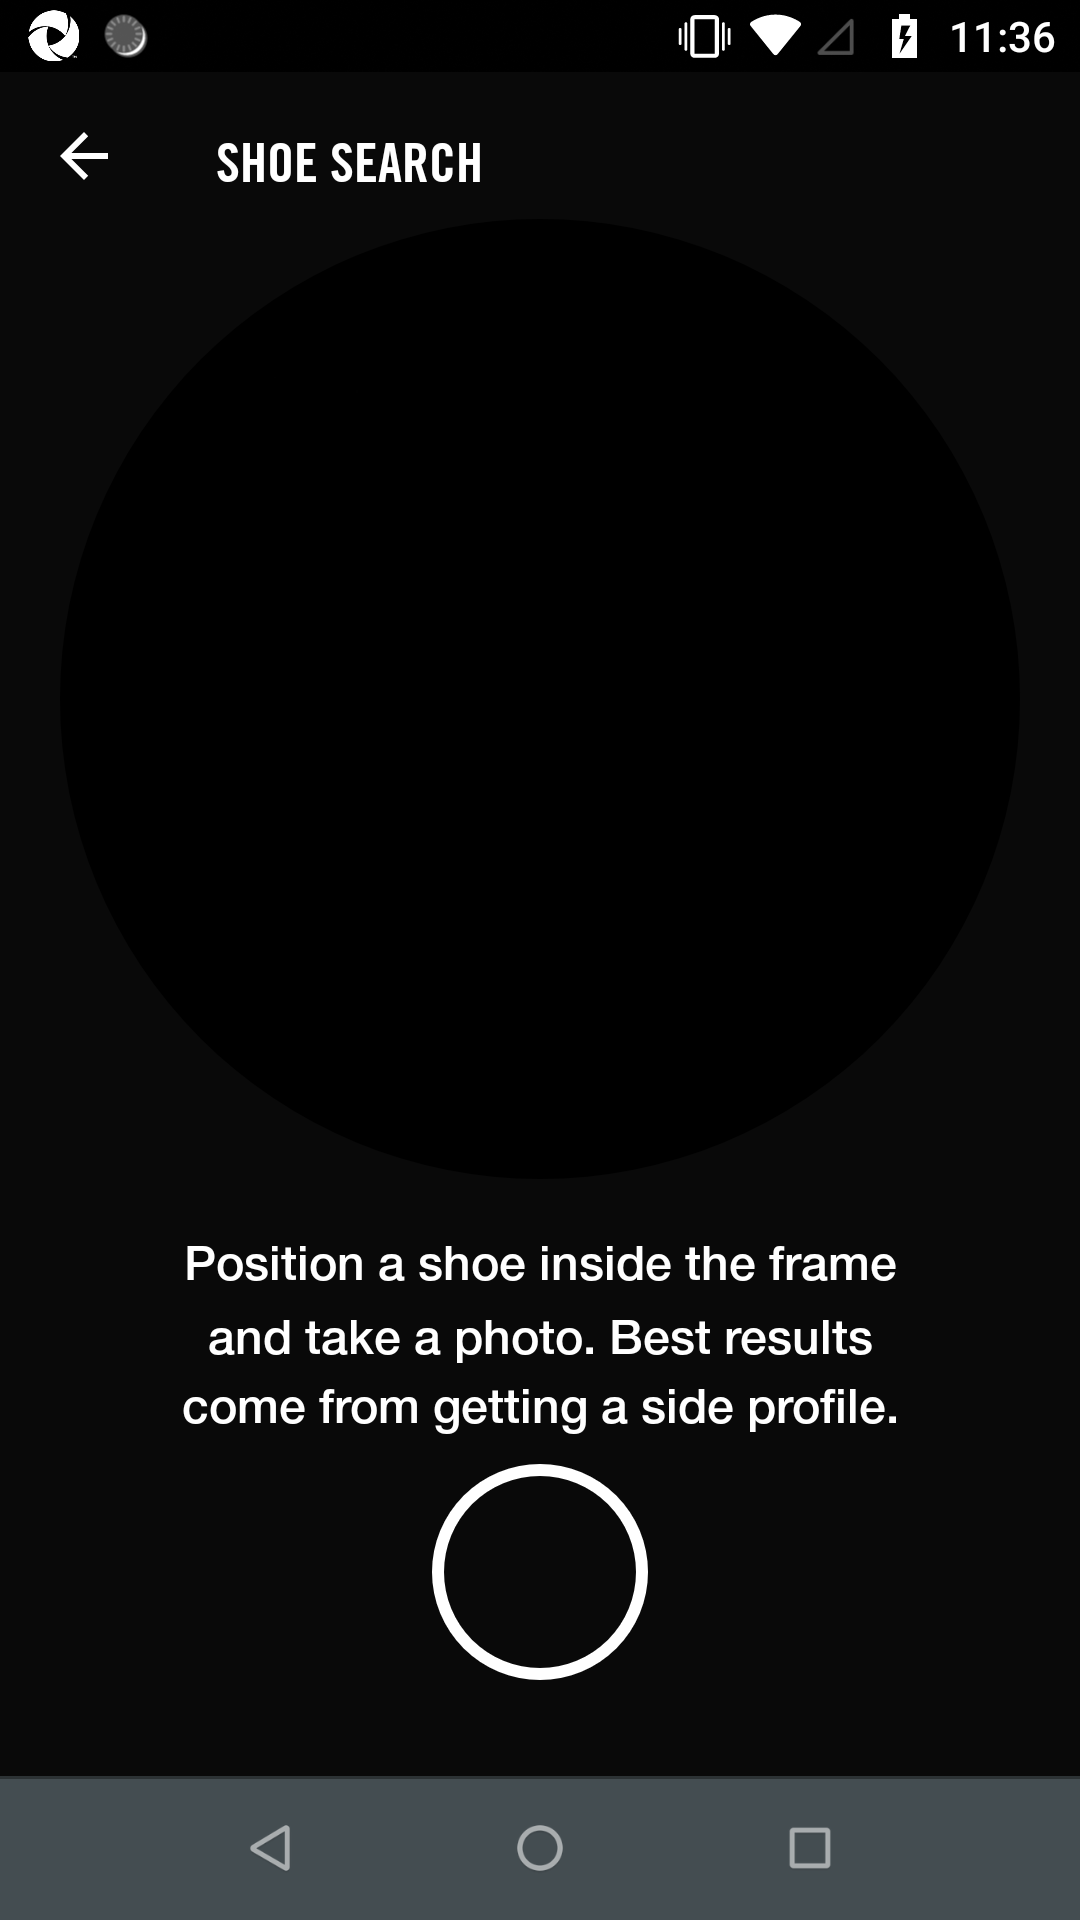 11:36
SHOE SEARCH
Position a shoe inside the frame
and take a photo. Best results
come from getting a side profile.